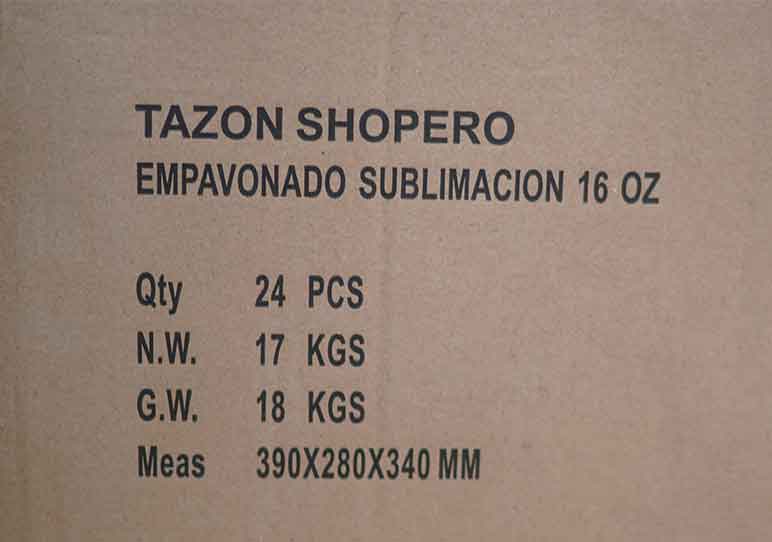 TAZON SHOPERO
EMPAVONADO SUBLIMACION 16 OZ
Qty 24 PCS
N.W. 17 KGS
G.W. 18 KGS
Meas 390X280X340 MM